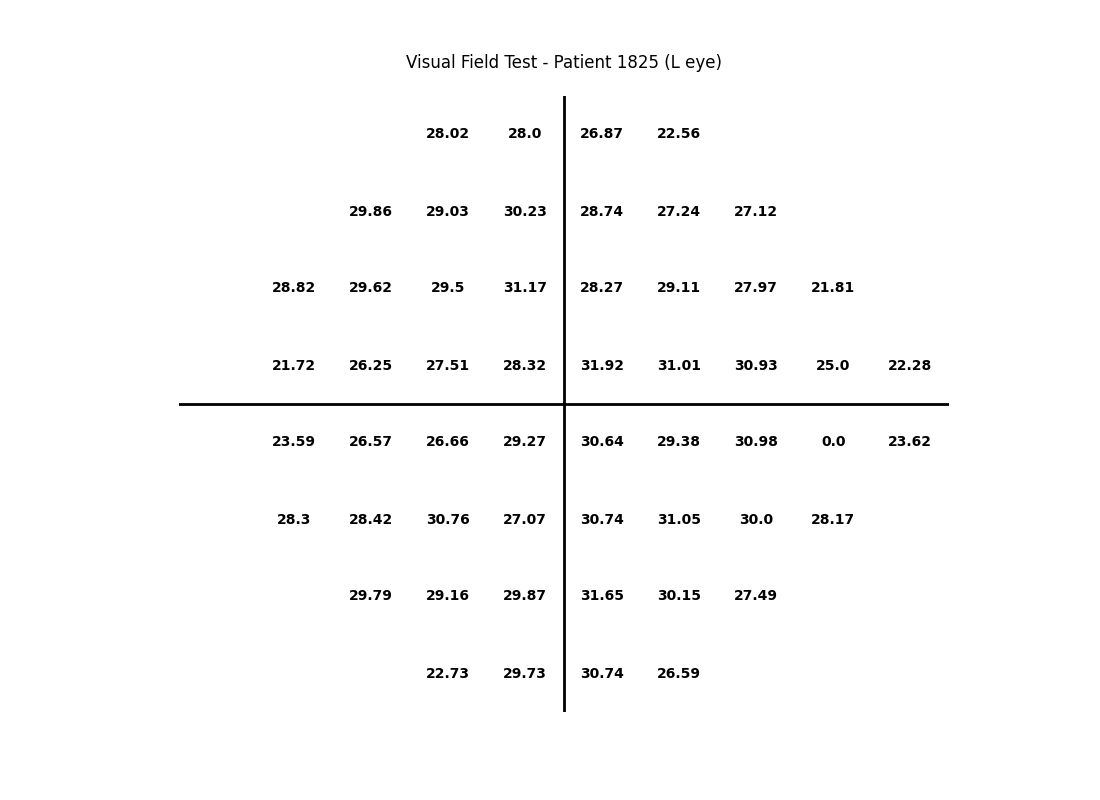 Visual Field Test - Patient 1825 (L eye)
28.02 28.0 26.87 22.56
29.86 29.03 30.23 28.74 27.24 27.12
28.82 29.62 29.5 31.17 28.27 29.11 27.97 21.81
21.72 26.25 27.51 28.32 31.92 31.01 30.93 25.0 22.28
23.59 26.57 26.66 29.27 30.64 29.38 30.98 0.0 23.62
28.3 28.42 30.76 27.07 30.74 31.05 30.0 28.17
29.79 29.16 29.87 31.65 30.15 27.49
22.73 29.73 30.74 26.59